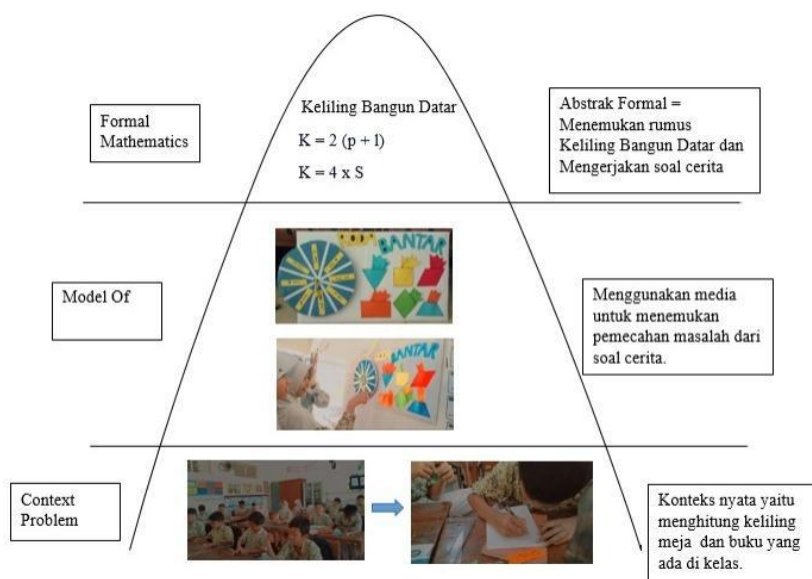 Formal
Mathematics
Keliling Bangun Datar
K = 2 (p + l)
K = 4 x S
Abstrak Formal =
Menemukan rumus
Keliling Bangun Datar dan
Mengerjakan soal cerita
Model Of
BANTAR
BANTAR
Menggunakan media
untuk menemukan
pemecahan masalah dari
soal cerita.
Context
Problem
Konteks nyata yaitu
menghitung keliling
meja dan buku yang
ada di kelas.